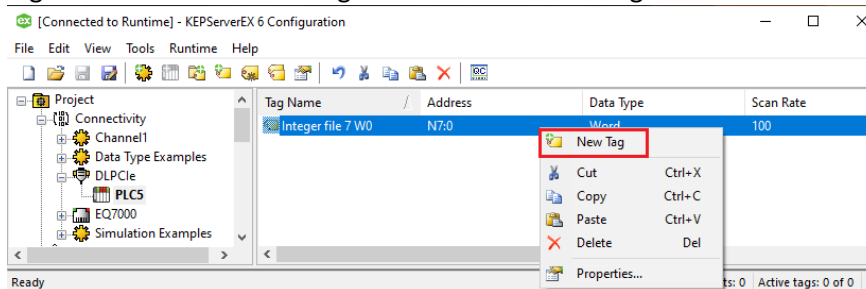 [Connected to Runtime] - KEPServerEX 6 Configuration
File Edit View Tools Runtime Help
Project
Connectivity
Channel1
Data Type Examples
DLPCIe
PLC5
EQ7000
Simulation Examples
Tag Name Address Data Type Scan Rate
Integer file 7 W0 N7:0 Word 100
New Tag
Cut Ctrl+X
Copy Ctrl+C
Paste Ctrl+V
Delete Del
Properties...
Ready ts: 0 Active tags: 0 of 0